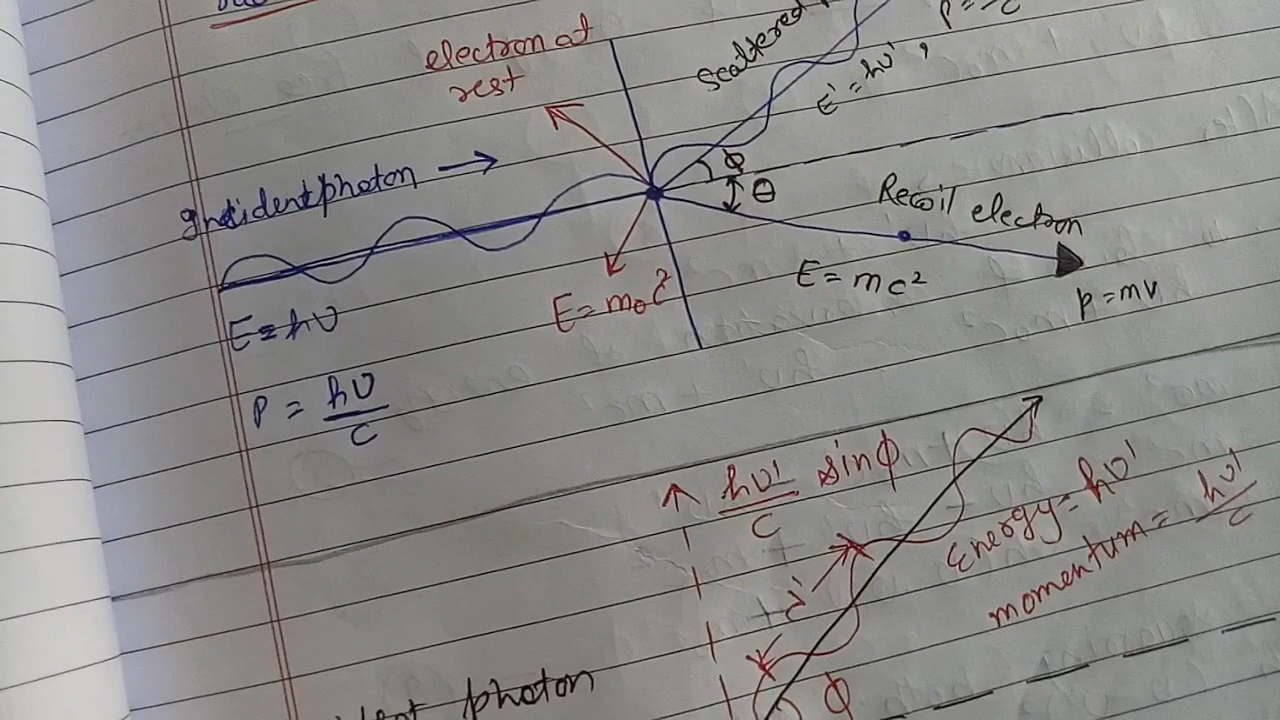 electron at
rest
Scattered
E' = hν',
Incident photon →
ϕ
θ
Recoil electron
E = m₀c²
E = mc²
p = mv
E = hν
P = hν/c
↑ hν'/c sinϕ
Energy = hν'
momentum = hν'/c
λ'
photon
ϕ